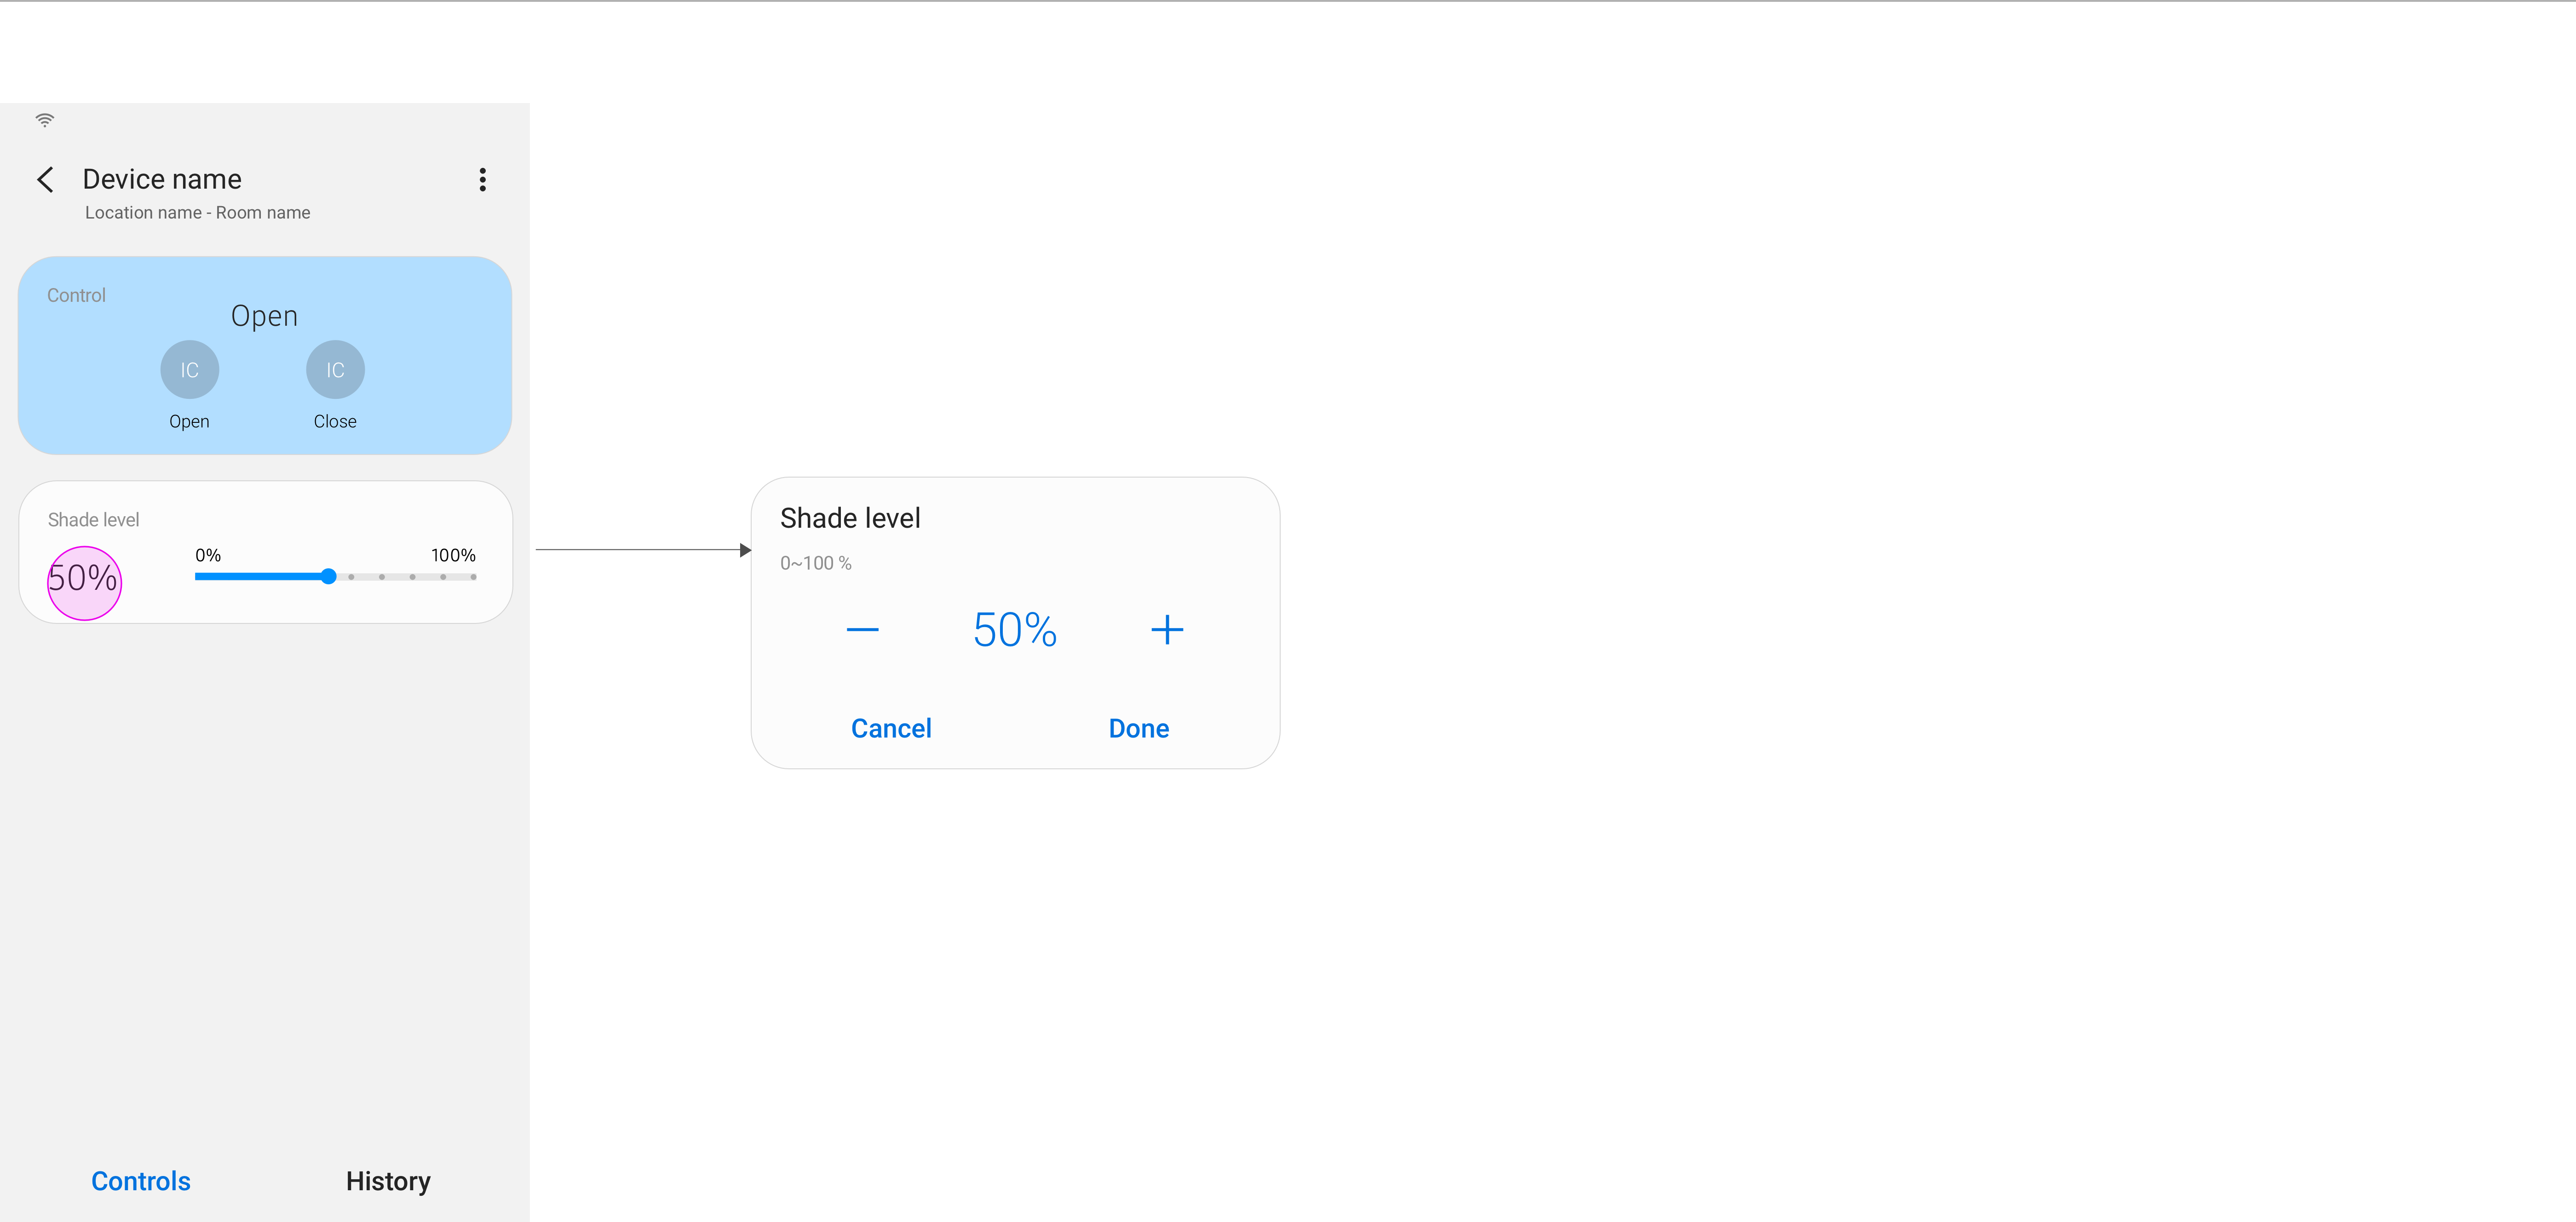 Device name
Location name - Room name
Control
Open
IC IC
Open Close
Shade level
0% 100%
50%
Controls History
Shade level
0~100 %
50%
Cancel Done